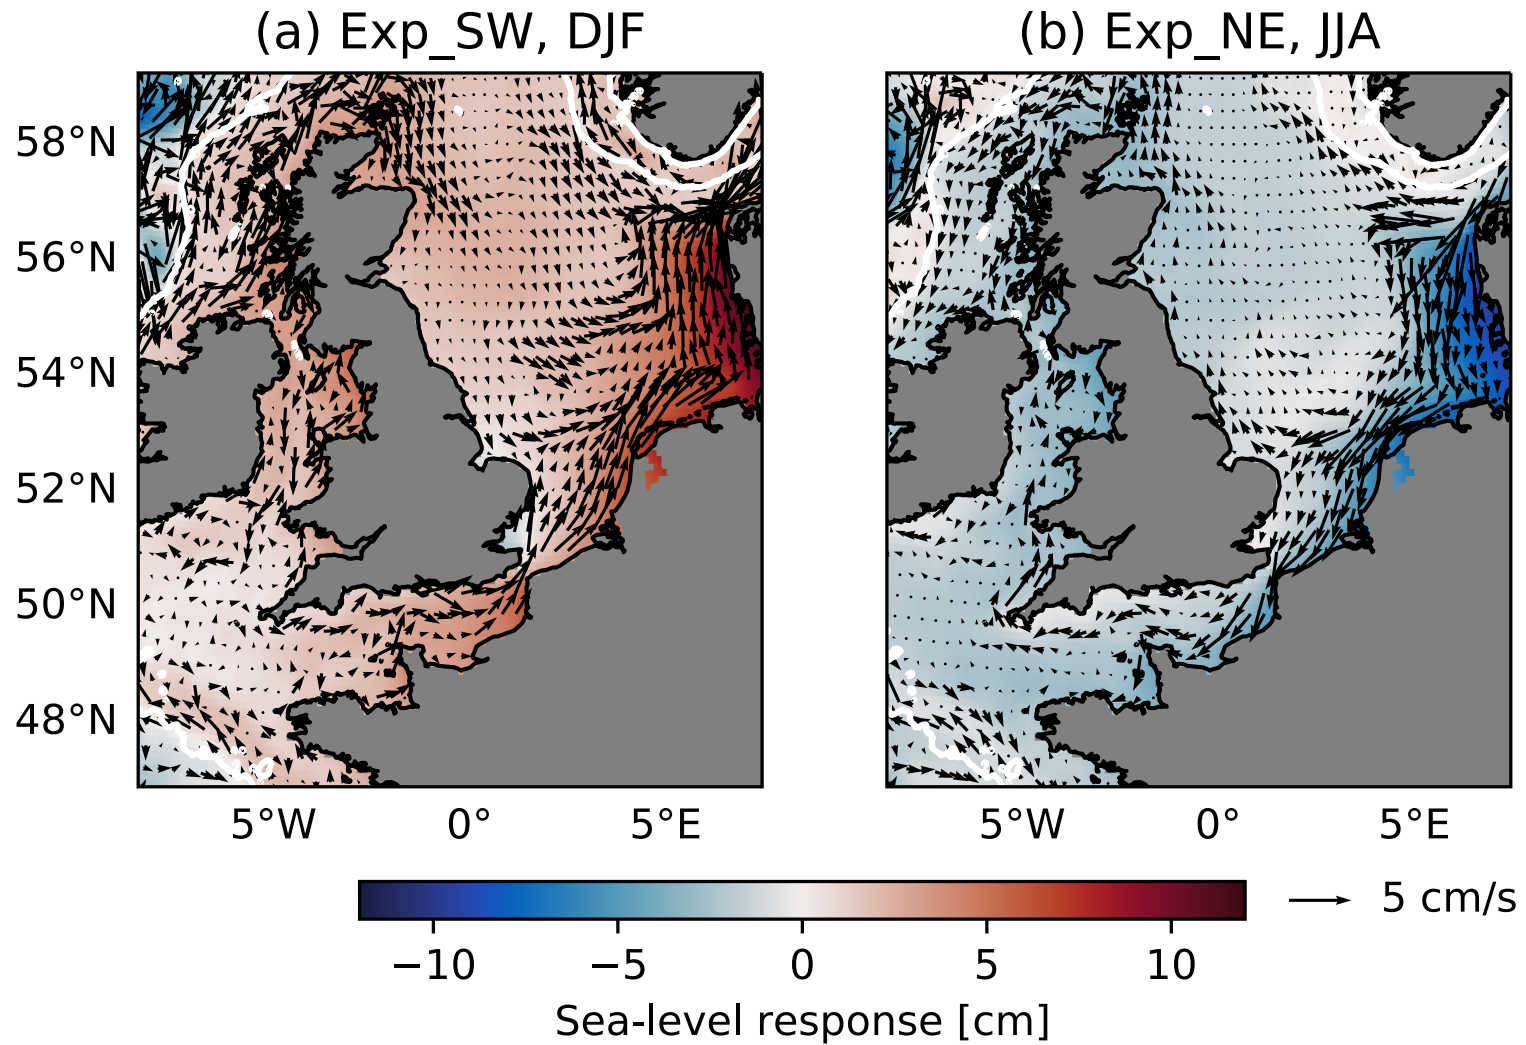 (a) Exp_SW, DJF
(b) Exp_NE, JJA
58°N
56°N
54°N
52°N
50°N
48°N
5°W 0° 5°E
5°W 0° 5°E
5 cm/s
−10 −5 0 5 10
Sea-level response [cm]